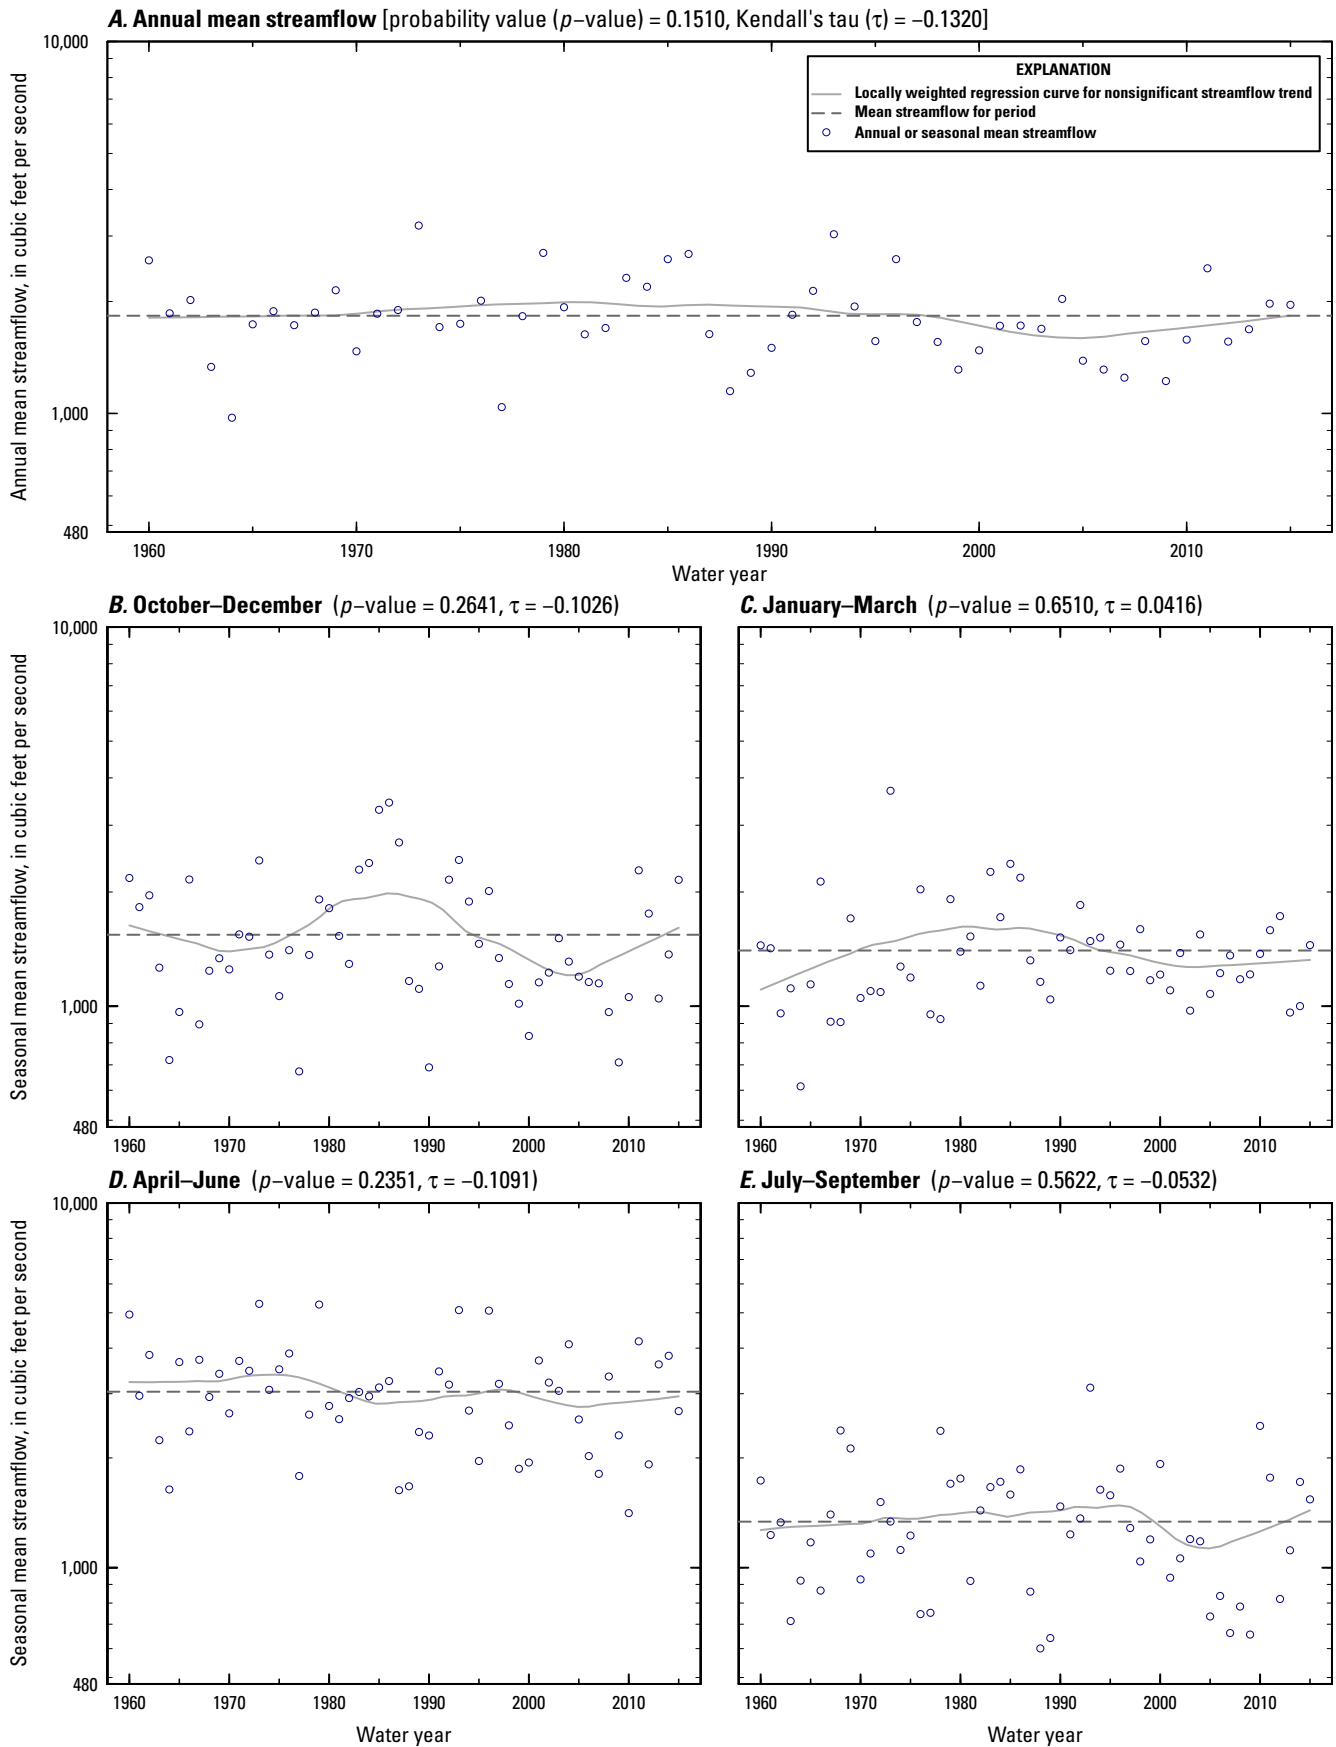 A. Annual mean streamflow [probability value (p–value) = 0.1510, Kendall's tau (τ) = –0.1320]
10,000
1,000
480
Annual mean streamflow, in cubic feet per second
EXPLANATION
Locally weighted regression curve for nonsignificant streamflow trend
Mean streamflow for period
Annual or seasonal mean streamflow
1960 1970 1980 1990 2000 2010
Water year
B. October–December (p–value = 0.2641, τ = –0.1026)
10,000
1,000
480
Seasonal mean streamflow, in cubic feet per second
1960 1970 1980 1990 2000 2010
C. January–March (p–value = 0.6510, τ = 0.0416)
1960 1970 1980 1990 2000 2010
D. April–June (p–value = 0.2351, τ = –0.1091)
10,000
1,000
480
Seasonal mean streamflow, in cubic feet per second
1960 1970 1980 1990 2000 2010
Water year
E. July–September (p–value = 0.5622, τ = –0.0532)
1960 1970 1980 1990 2000 2010
Water year